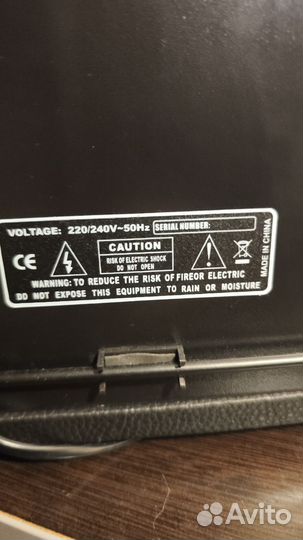 VOLTAGE: 220/240V~50Hz SERIAL NUMBER:
CE
CAUTION
RISK OF ELECTRIC SHOCK
DO NOT OPEN
MADE IN CHINA
WARNING: TO REDUCE THE RISK OF FIREOR ELECTRIC
DO NOT EXPOSE THIS EQUIPMENT TO RAIN OR MOISTURE
Avito